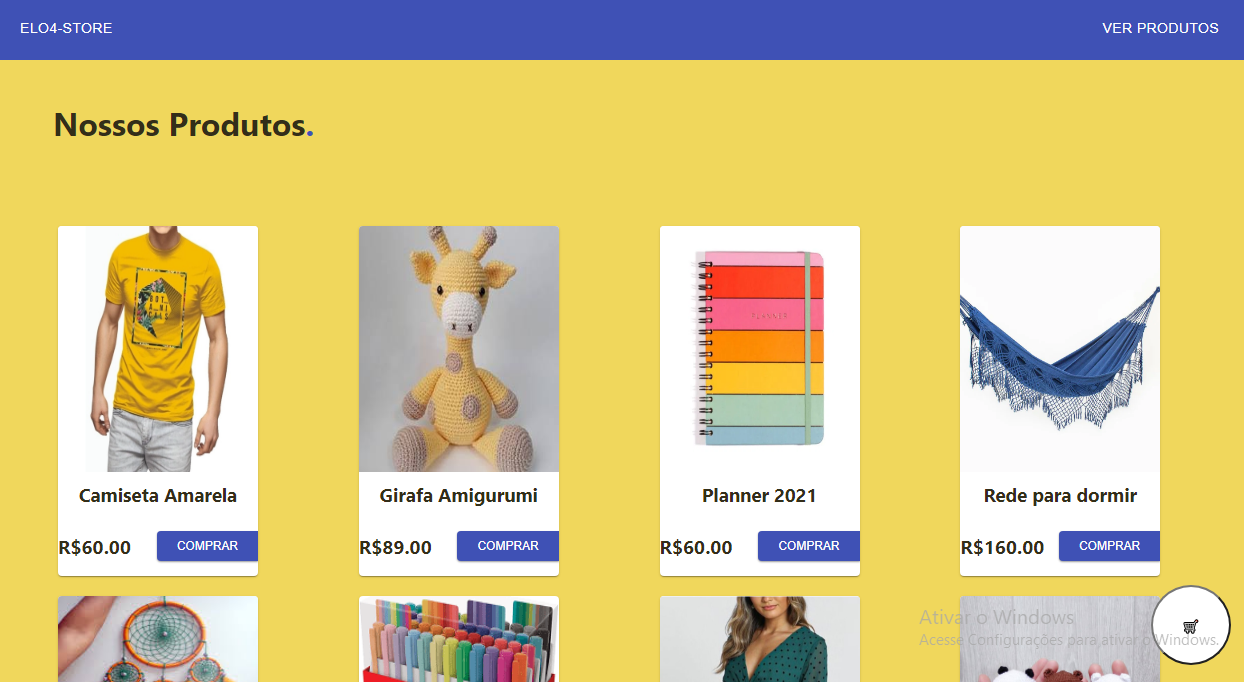 ELO4-STORE
VER PRODUTOS
Nossos Produtos.
PLANNER
Camiseta Amarela
Girafa Amigurumi
Planner 2021
Rede para dormir
R$60.00
COMPRAR
R$89.00
COMPRAR
R$60.00
COMPRAR
R$160.00
COMPRAR
Ativar o Windows
Acesse Configurações para ativar o Windows.